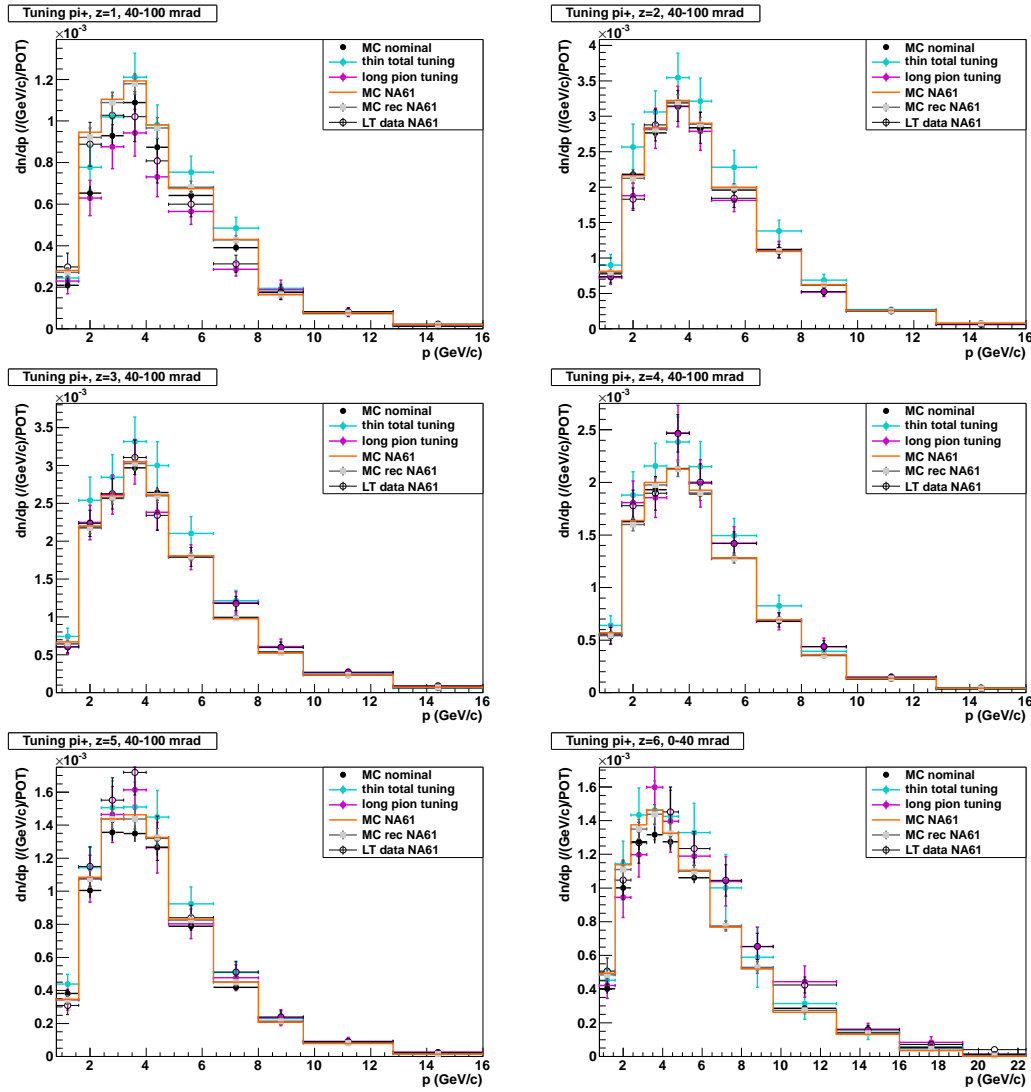 Tuning pi+, z=1, 40-100 mrad
×10⁻³
dn/dp (/(GeV/c)/POT)
1.2
1
0.8
0.6
0.4
0.2
0
MC nominal
thin total tuning
long pion tuning
MC NA61
MC rec NA61
LT data NA61
2 4 6 8 10 12 14 16
p (GeV/c)
Tuning pi+, z=2, 40-100 mrad
×10⁻³
dn/dp (/(GeV/c)/POT)
4
3.5
3
2.5
2
1.5
1
0.5
0
MC nominal
thin total tuning
long pion tuning
MC NA61
MC rec NA61
LT data NA61
2 4 6 8 10 12 14 16
p (GeV/c)
Tuning pi+, z=3, 40-100 mrad
×10⁻³
dn/dp (/(GeV/c)/POT)
3.5
3
2.5
2
1.5
1
0.5
0
MC nominal
thin total tuning
long pion tuning
MC NA61
MC rec NA61
LT data NA61
2 4 6 8 10 12 14 16
p (GeV/c)
Tuning pi+, z=4, 40-100 mrad
×10⁻³
dn/dp (/(GeV/c)/POT)
2.5
2
1.5
1
0.5
0
MC nominal
thin total tuning
long pion tuning
MC NA61
MC rec NA61
LT data NA61
2 4 6 8 10 12 14 16
p (GeV/c)
Tuning pi+, z=5, 40-100 mrad
×10⁻³
dn/dp (/(GeV/c)/POT)
1.6
1.4
1.2
1
0.8
0.6
0.4
0.2
0
MC nominal
thin total tuning
long pion tuning
MC NA61
MC rec NA61
LT data NA61
2 4 6 8 10 12 14 16
p (GeV/c)
Tuning pi+, z=6, 0-40 mrad
×10⁻³
dn/dp (/(GeV/c)/POT)
1.6
1.4
1.2
1
0.8
0.6
0.4
0.2
0
MC nominal
thin total tuning
long pion tuning
MC NA61
MC rec NA61
LT data NA61
2 4 6 8 10 12 14 16 18 20 22
p (GeV/c)